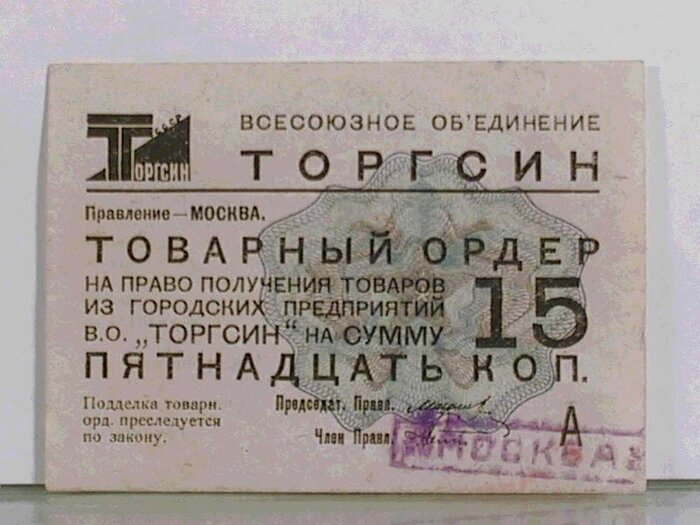 СССР
ТОРГСИН
ВСЕСОЮЗНОЕ ОБ'ЕДИНЕНИЕ
ТОРГСИН
Правление—МОСКВА.
ТОВАРНЫЙ ОРДЕР
НА ПРАВО ПОЛУЧЕНИЯ ТОВАРОВ
ИЗ ГОРОДСКИХ ПРЕДПРИЯТИЙ
В.О. „ТОРГСИН“ НА СУММУ
15
ПЯТНАДЦАТЬ КОП.
Подделка товарн.
орд. преследуется
по закону.
Председат. Правл.
Член Правл.
А
МОСКВА